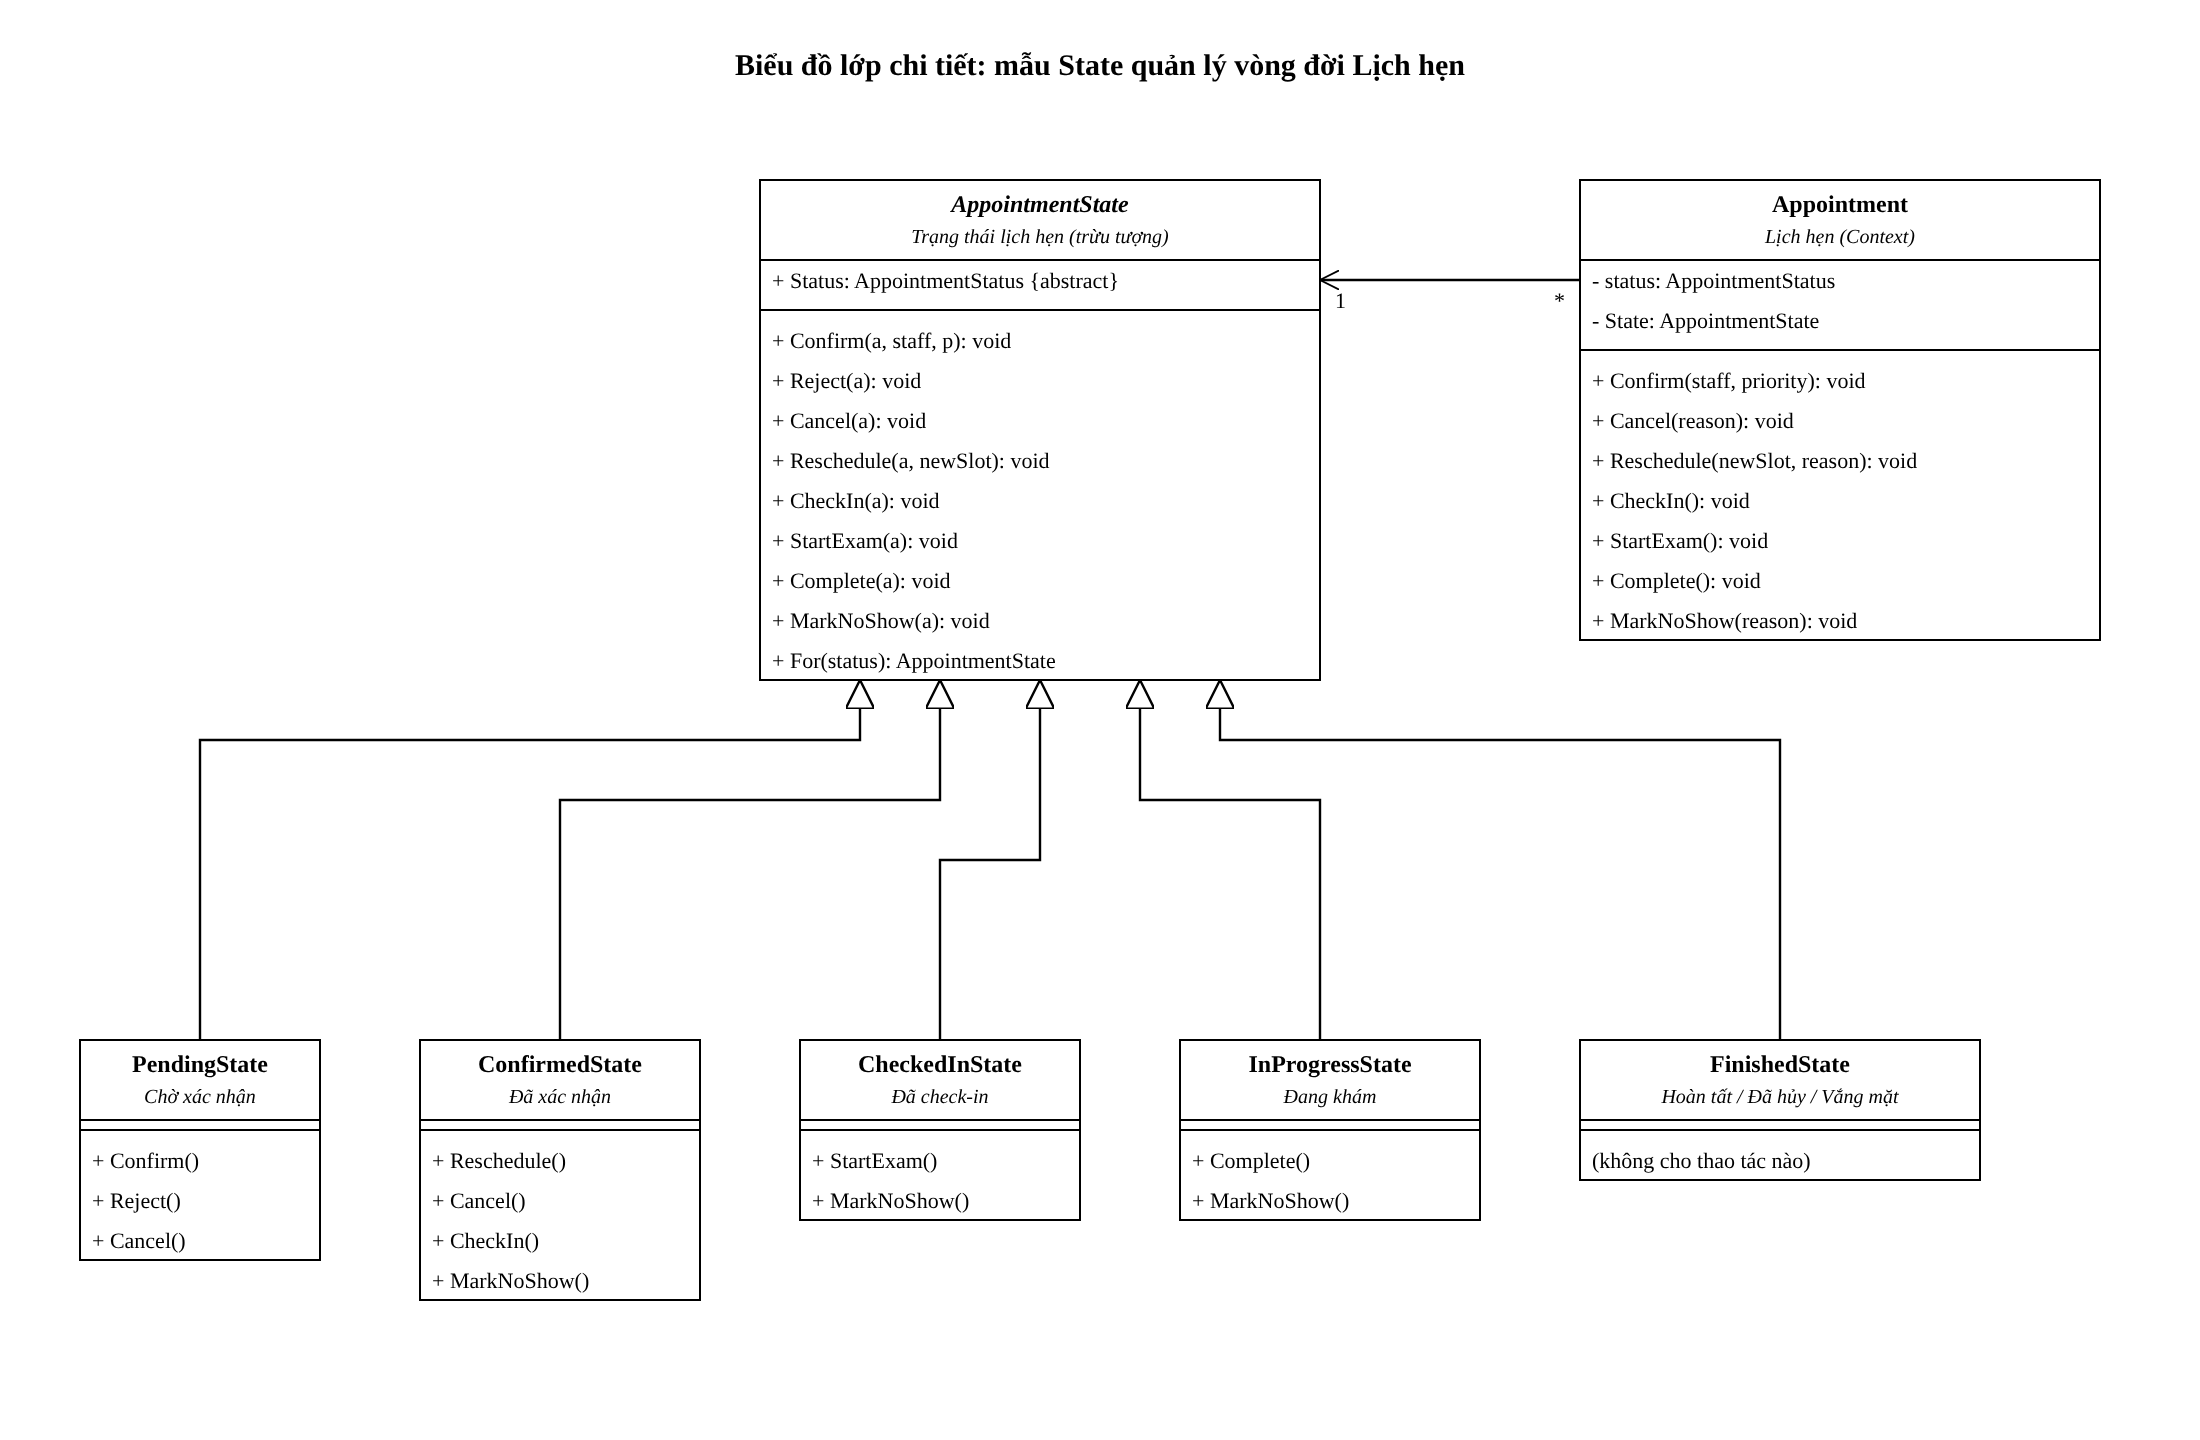 Biểu đồ lớp chi tiết: mẫu State quản lý vòng đời Lịch hẹn
AppointmentState
Trạng thái lịch hẹn (trừu tượng)
+ Status: AppointmentStatus {abstract}
+ Confirm(a, staff, p): void
+ Reject(a): void
+ Cancel(a): void
+ Reschedule(a, newSlot): void
+ CheckIn(a): void
+ StartExam(a): void
+ Complete(a): void
+ MarkNoShow(a): void
+ For(status): AppointmentState
1
*
Appointment
Lịch hẹn (Context)
- status: AppointmentStatus
- State: AppointmentState
+ Confirm(staff, priority): void
+ Cancel(reason): void
+ Reschedule(newSlot, reason): void
+ CheckIn(): void
+ StartExam(): void
+ Complete(): void
+ MarkNoShow(reason): void
PendingState
Chờ xác nhận
+ Confirm()
+ Reject()
+ Cancel()
ConfirmedState
Đã xác nhận
+ Reschedule()
+ Cancel()
+ CheckIn()
+ MarkNoShow()
CheckedInState
Đã check-in
+ StartExam()
+ MarkNoShow()
InProgressState
Đang khám
+ Complete()
+ MarkNoShow()
FinishedState
Hoàn tất / Đã hủy / Vắng mặt
(không cho thao tác nào)